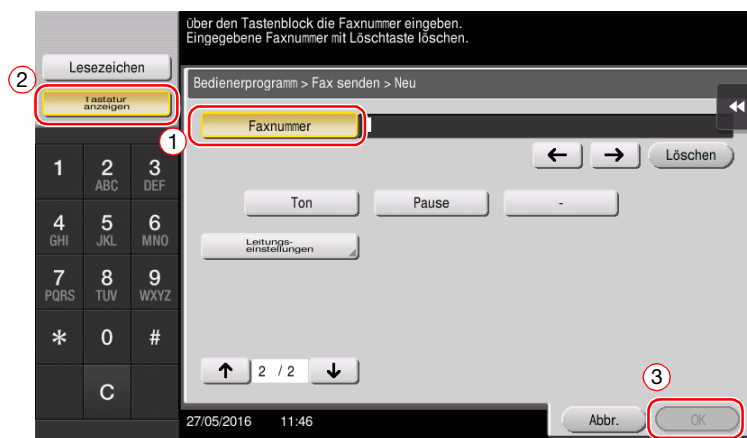 über den Tastenblock die Faxnummer eingeben.
Eingegebene Faxnummer mit Löschtaste löschen.
Lesezeichen
2
Tastatur
anzeigen
Bedienerprogramm > Fax senden > Neu
Faxnummer
1
← → Löschen
1 2 ABC 3 DEF
4 GHI 5 JKL 6 MNO
7 PQRS 8 TUV 9 WXYZ
* 0 #
C
Ton Pause -
Leitungs-
einstellungen
↑ 2 / 2 ↓
3
27/05/2016 11:46
Abbr. OK